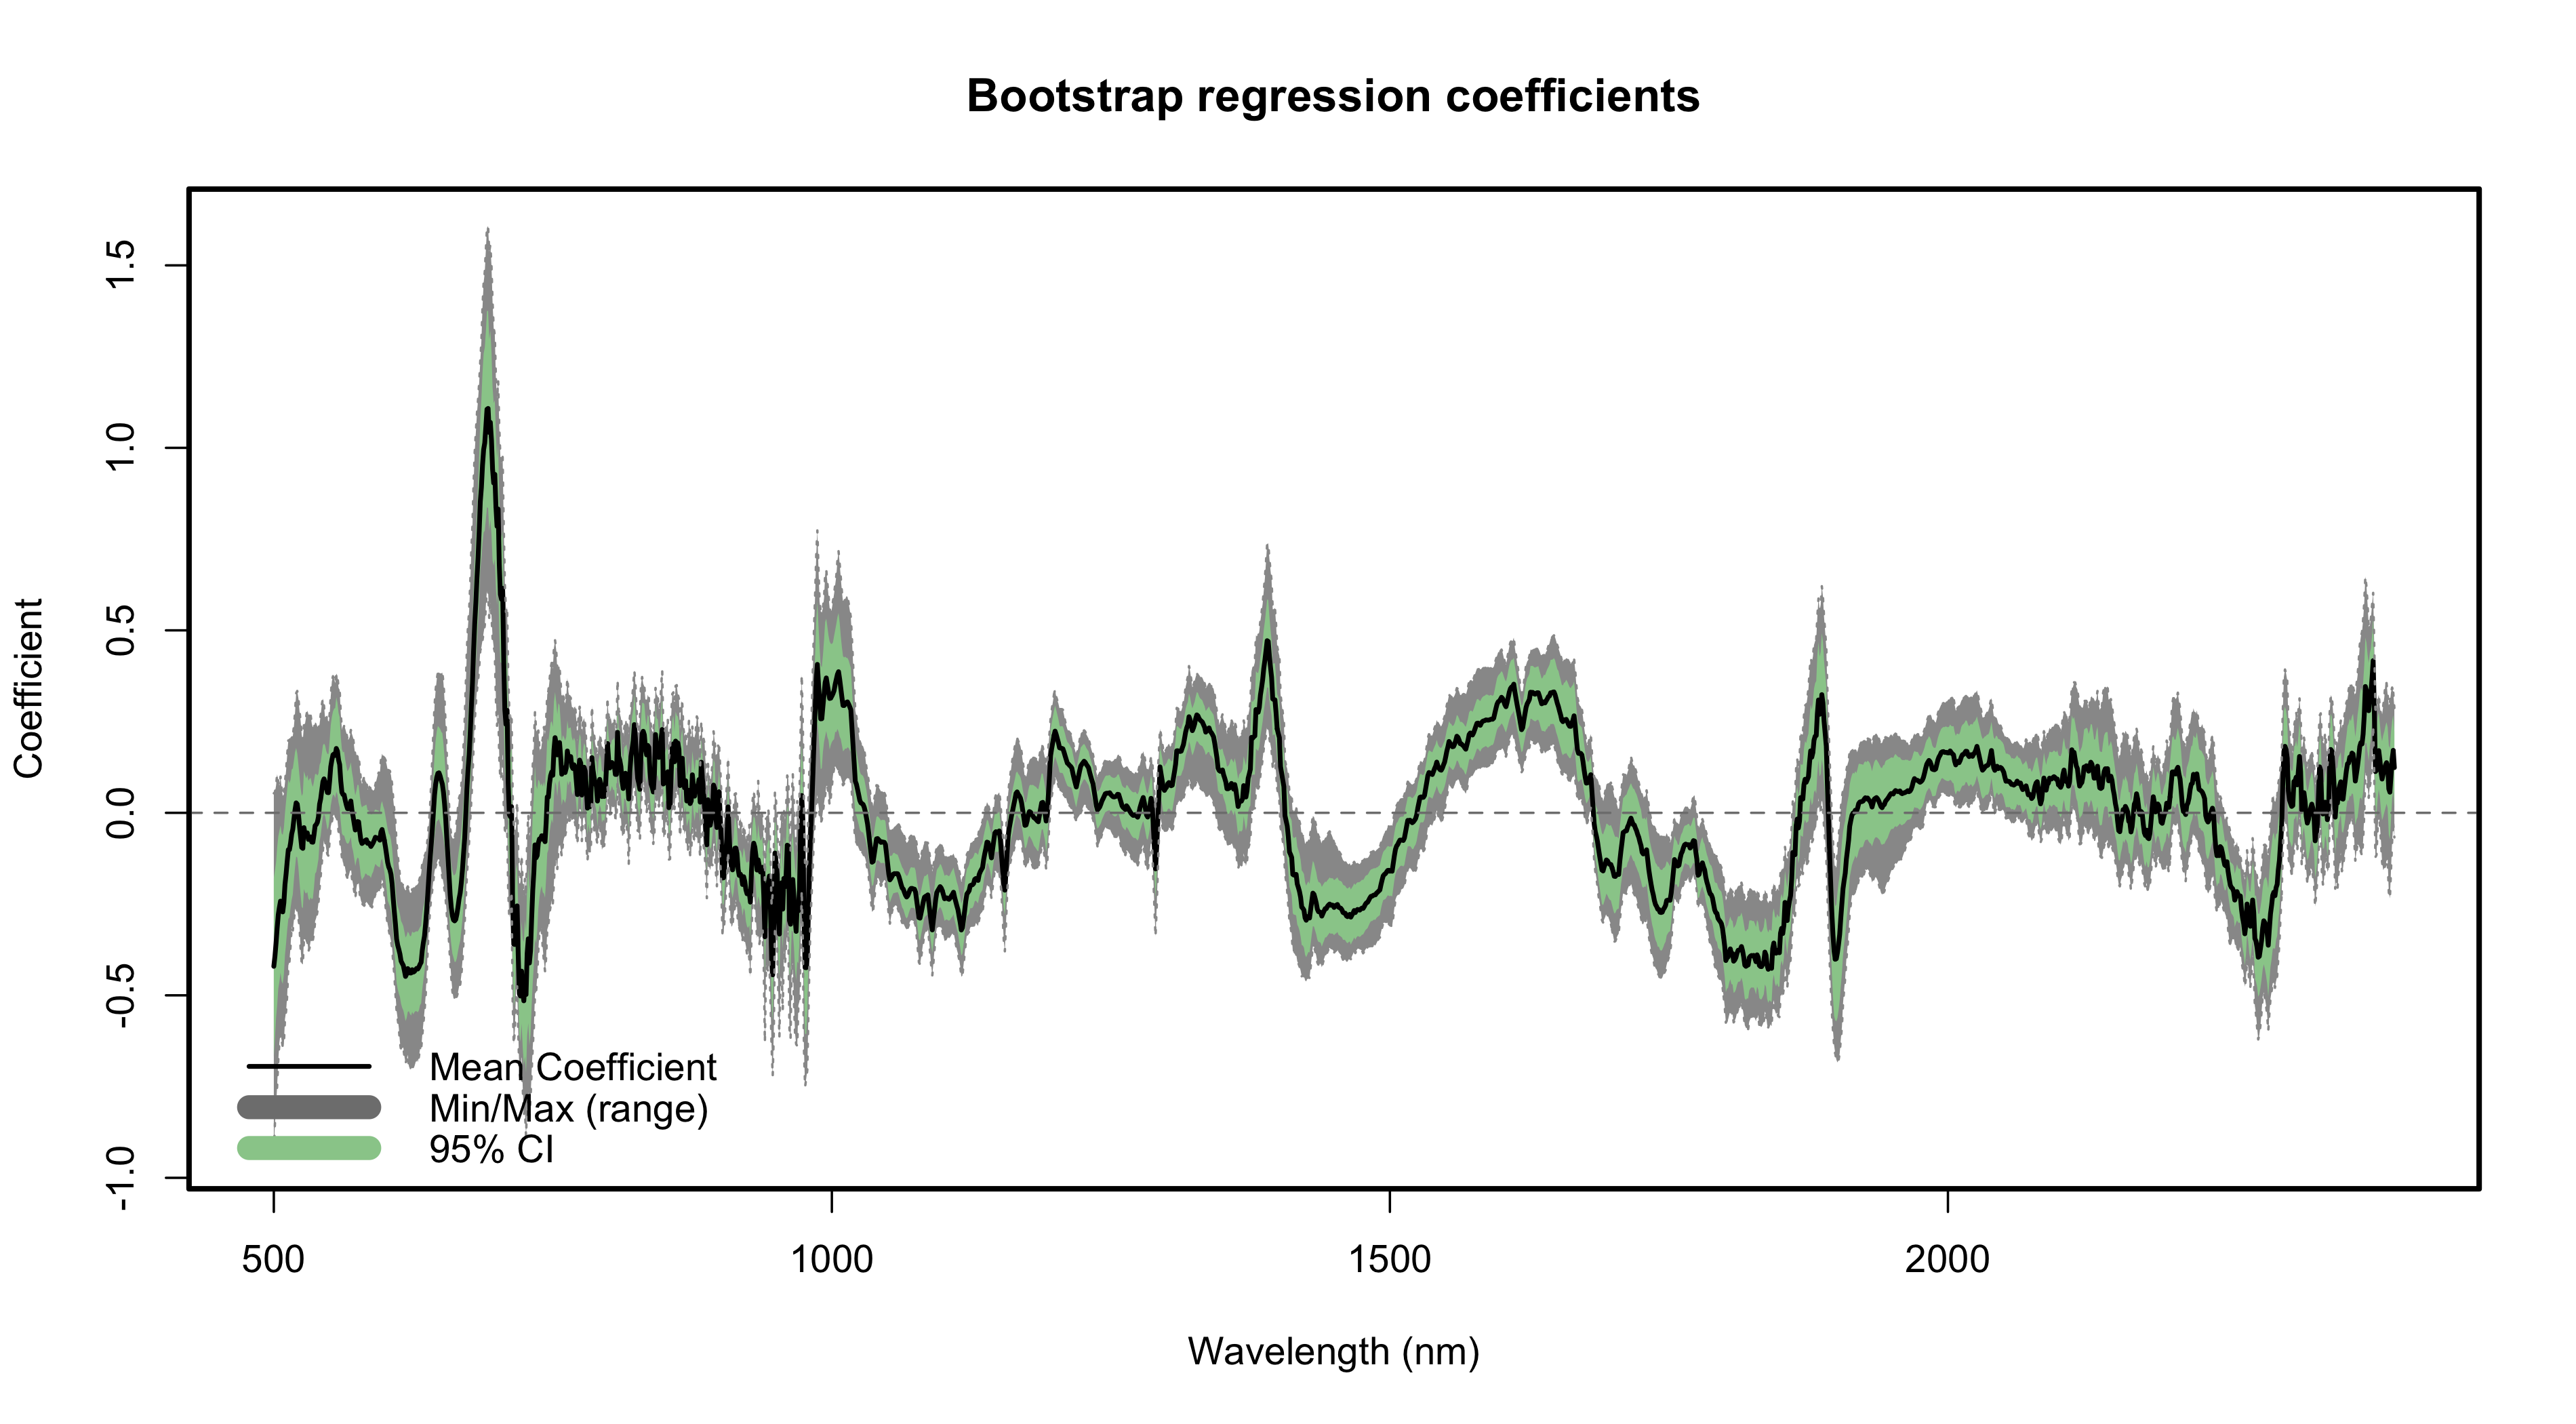 Bootstrap regression coefficients
Coefficient
1.5
1.0
0.5
0.0
-0.5
-1.0
Mean Coefficient
Min/Max (range)
95% CI
500 1000 1500 2000
Wavelength (nm)